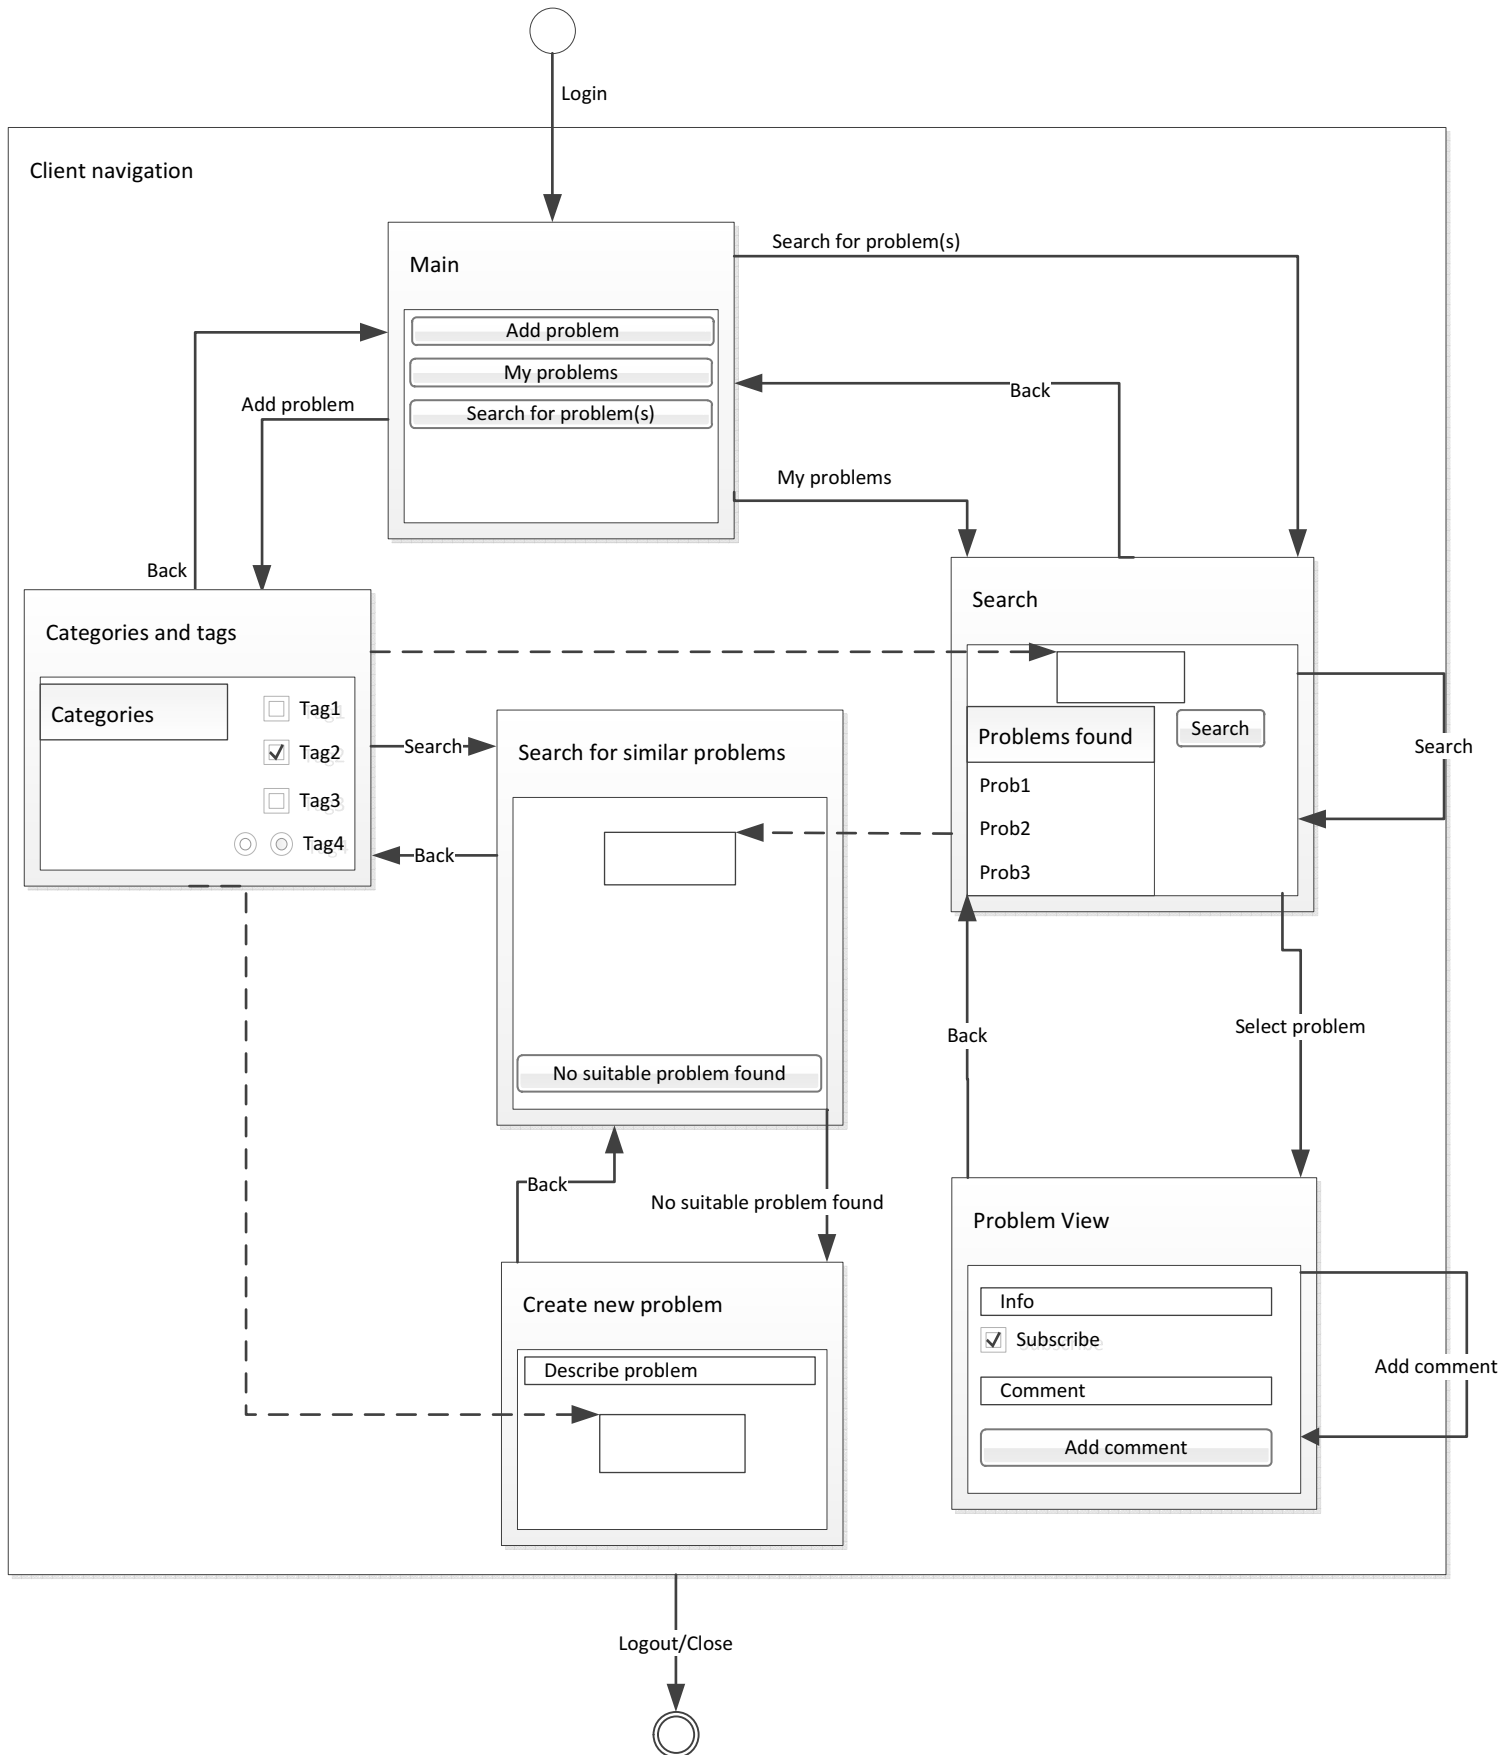 Login
Client navigation
Search for problem(s)
Main
Add problem
My problems
Search for problem(s)
Add problem
Back
My problems
Back
Categories and tags
Categories
Tag1
Tag2
Tag3
Tag4
Search
Back
Search for similar problems
No suitable problem found
Search
Problems found
Prob1
Prob2
Prob3
Search
Search
Back
Select problem
Back
No suitable problem found
Create new problem
Describe problem
Problem View
Info
Subscribe
Comment
Add comment
Add comment
Logout/Close